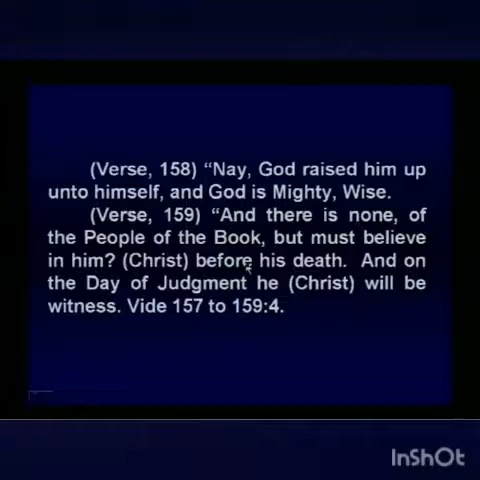 (Verse, 158) “Nay, God raised him up
unto himself, and God is Mighty, Wise.
(Verse, 159) “And there is none, of
the People of the Book, but must believe
in him? (Christ) before his death. And on
the Day of Judgment he (Christ) will be
witness. Vide 157 to 159:4.
InShOt